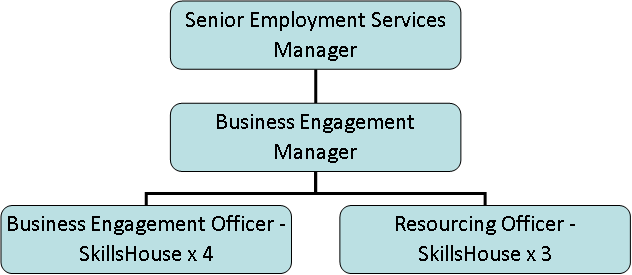 Senior Employment Services
Manager
Business Engagement
Manager
Business Engagement Officer -
SkillsHouse x 4
Resourcing Officer -
SkillsHouse x 3